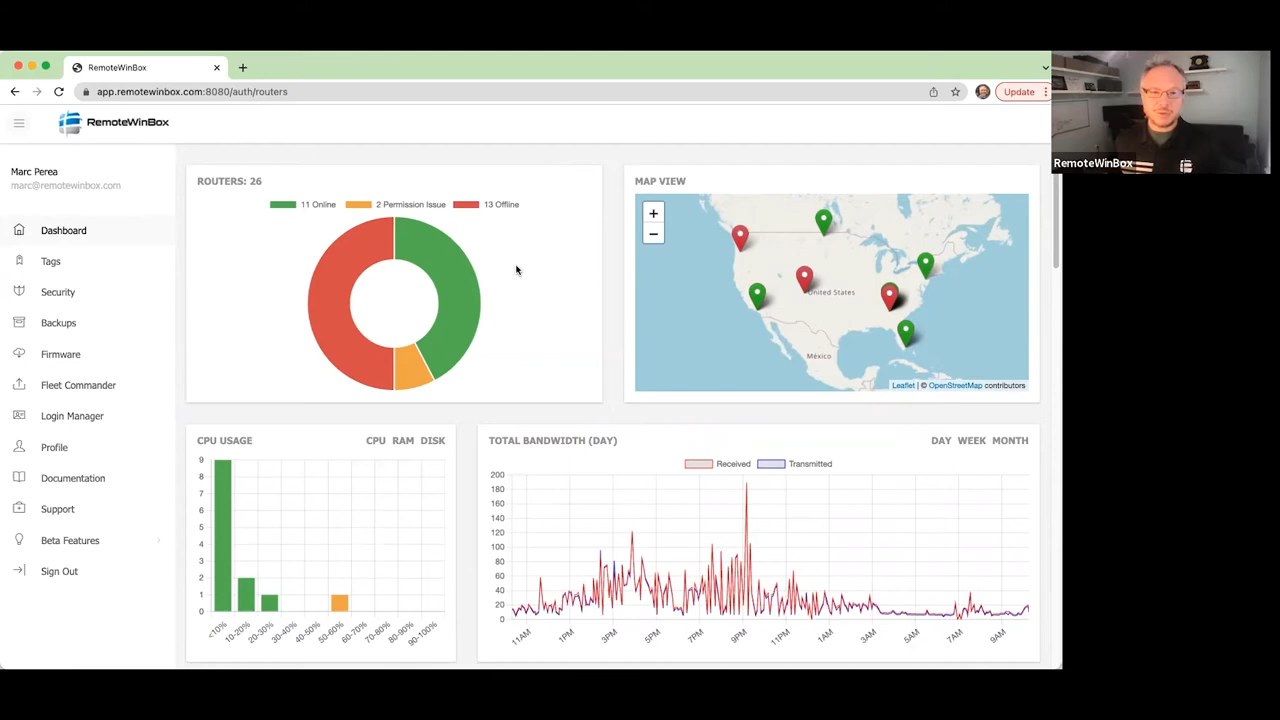 RemoteWinBox
app.remotewinbox.com:8080/auth/routers
Update
RemoteWinBox
RemoteWinBox
Marc Perea
marc@remotewinbox.com
Dashboard
Tags
Security
Backups
Firmware
Fleet Commander
Login Manager
Profile
Documentation
Support
Beta Features
Sign Out
ROUTERS: 26
11 Online 2 Permission Issue 13 Offline
MAP VIEW
+
−
United States
México
Leaflet | © OpenStreetMap contributors
CPU USAGE CPU RAM DISK
9
8
7
6
5
4
3
2
1
0
<10% 10-20% 20-30% 30-40% 40-50% 50-60% 60-70% 70-80% 80-90% 90-100%
TOTAL BANDWIDTH (DAY) DAY WEEK MONTH
Received Transmitted
200
180
160
140
120
100
80
60
40
20
0
11AM 1PM 3PM 5PM 7PM 9PM 11PM 1AM 3AM 5AM 7AM 9AM